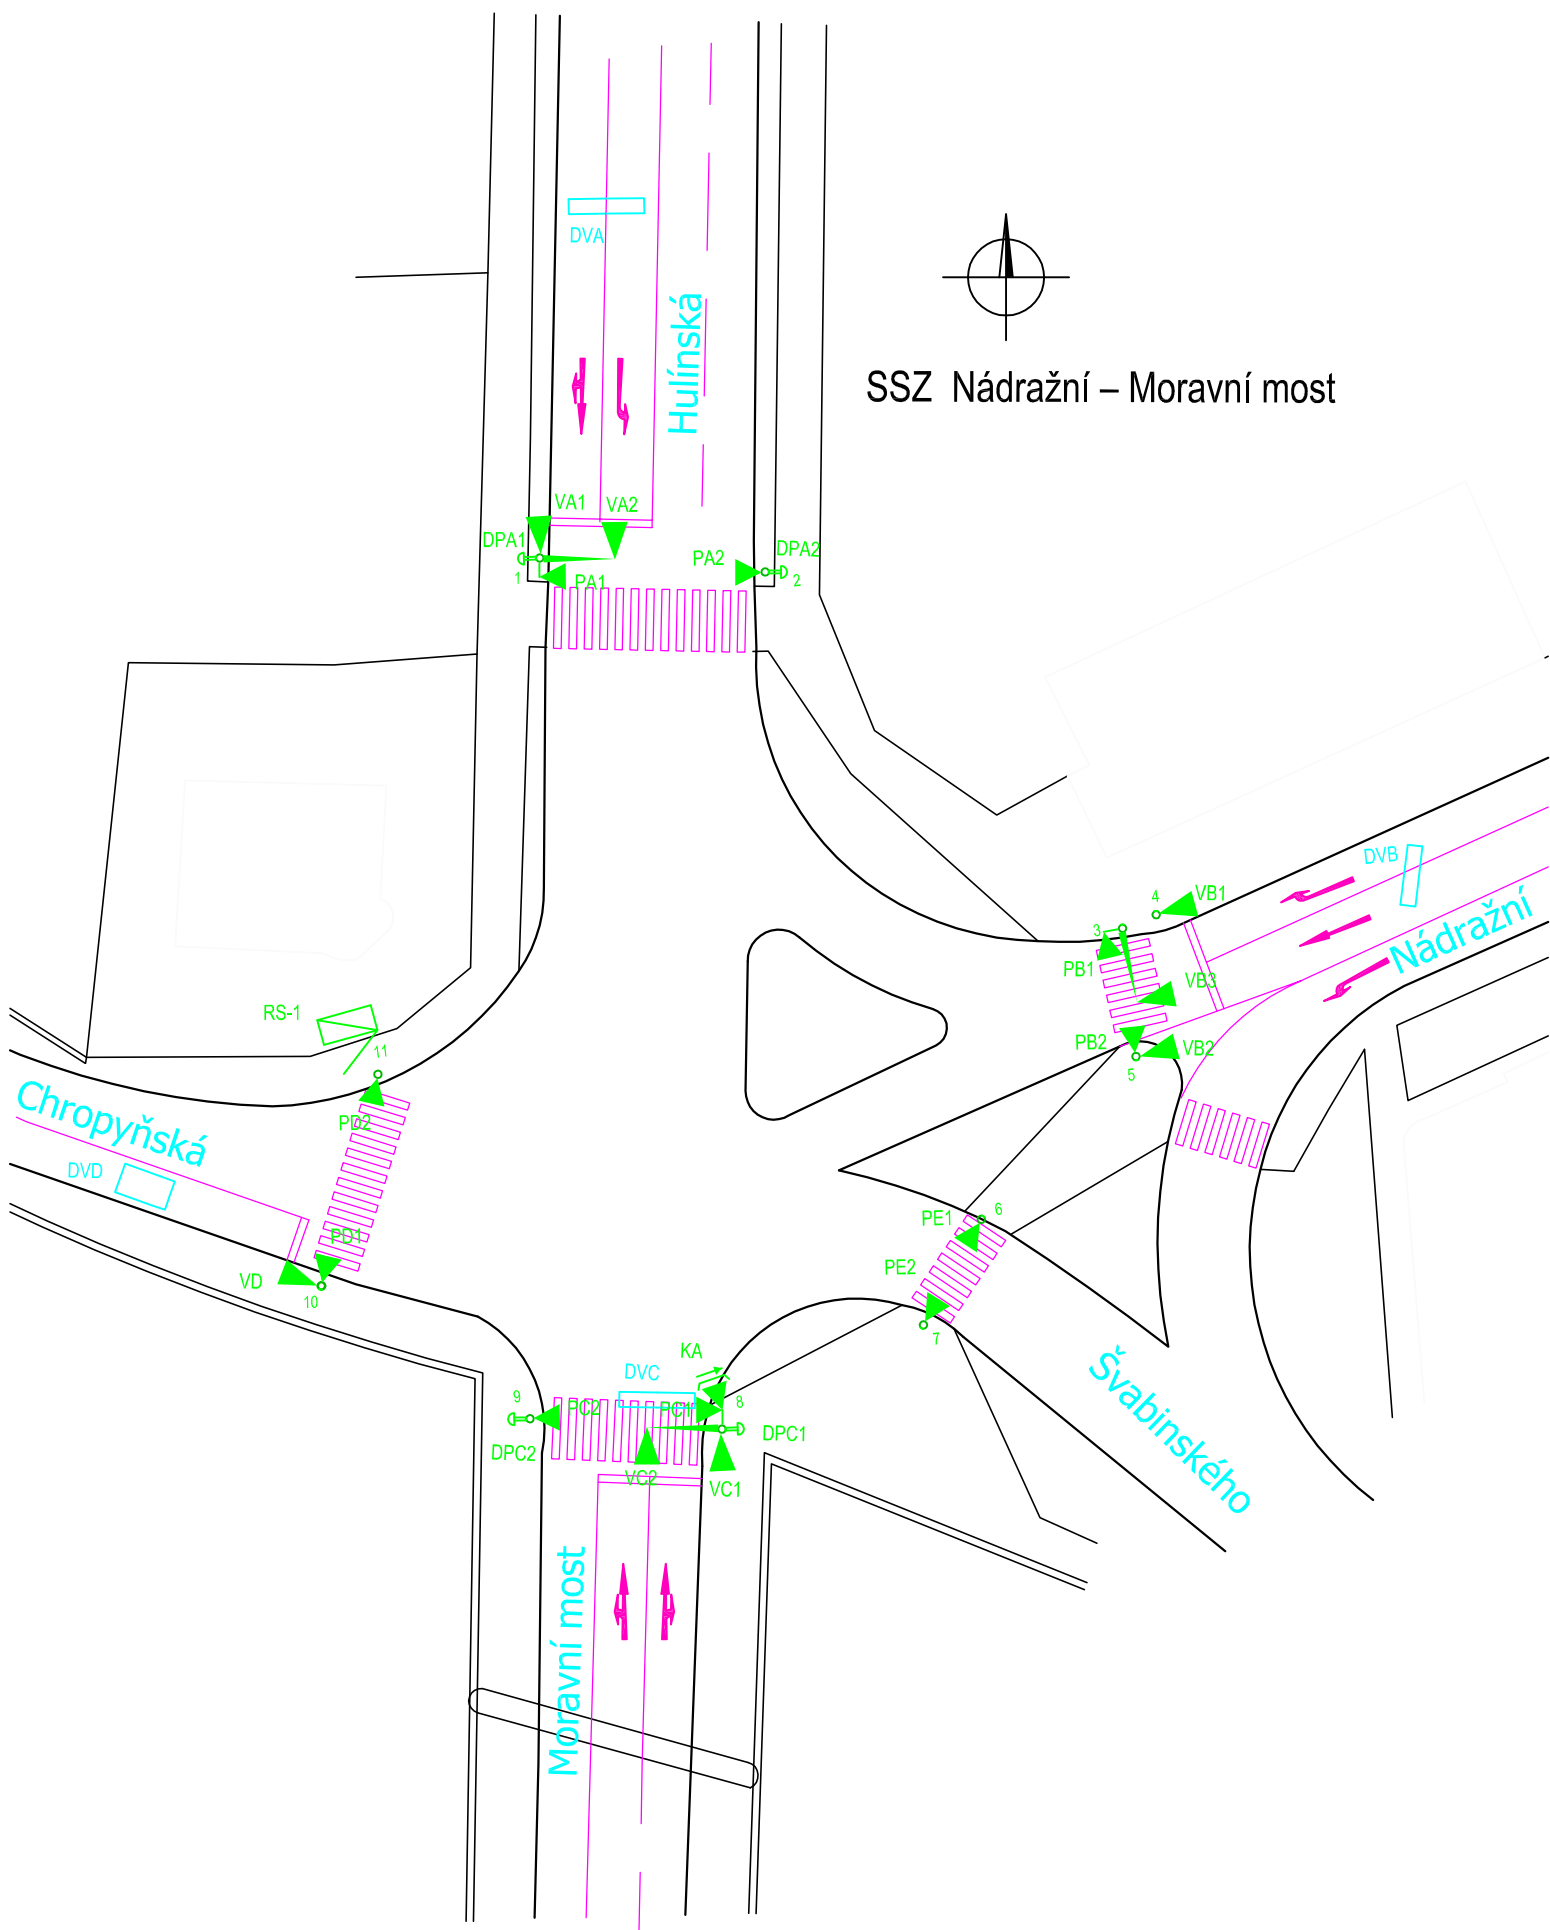 DVA
Hulínská
SSZ Nádražní – Moravní most
VA1
VA2
DPA1
1
PA1
PA2
DPA2
2
DVB
Nádražní
4
VB1
3
PB1
VB3
PB2
VB2
5
RS-1
11
Chropyňská
PD2
DVD
PD1
VD
10
PE1
6
PE2
7
Švabinského
KA
DVC
9
PC2
PC1
8
DPC2
DPC1
VC2
VC1
Moravní most